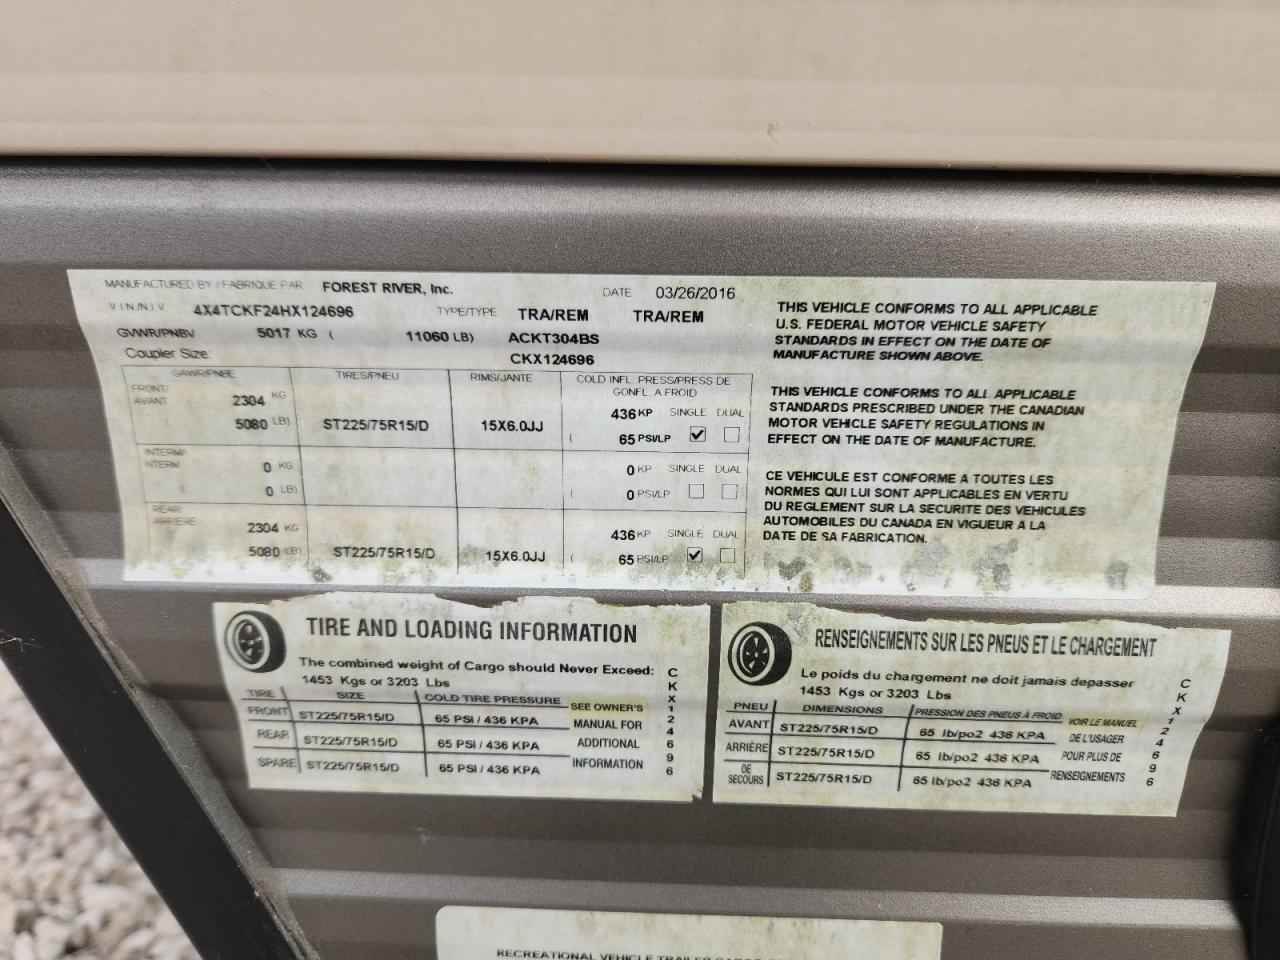 MANUFACTURED BY / FABRIQUE PAR FOREST RIVER, Inc. DATE 03/26/2016
VIN/NIV 4X4TCKF24HX124696 TYPE/TYPE TRA/REM TRA/REM
GVWR/PNBV 5017 KG ( 11060 LB) ACKT304BS
Coupler Size: CKX124696
GAWR/PNBE TIRES/PNEU RIMS/JANTE COLD INFL. PRESS/PRESS DE
GONFL. A FROID
FRONT/
AVANT 2304 KG 436 KP SINGLE DUAL
5080 LB) ST225/75R15/D 15X6.0JJ ( 65 PSI/LP
INTERM/
INTERM 0 KG 0 KP SINGLE DUAL
( 0 LB) ( 0 PSI/LP
REAR/
ARRIERE 2304 KG 436 KP SINGLE DUAL
5080 LB) ST225/75R15/D 15X6.0JJ ( 65 PSI/LP
THIS VEHICLE CONFORMS TO ALL APPLICABLE
U.S. FEDERAL MOTOR VEHICLE SAFETY
STANDARDS IN EFFECT ON THE DATE OF
MANUFACTURE SHOWN ABOVE.
THIS VEHICLE CONFORMS TO ALL APPLICABLE
STANDARDS PRESCRIBED UNDER THE CANADIAN
MOTOR VEHICLE SAFETY REGULATIONS IN
EFFECT ON THE DATE OF MANUFACTURE.
CE VEHICULE EST CONFORME A TOUTES LES
NORMES QUI LUI SONT APPLICABLES EN VERTU
DU REGLEMENT SUR LA SECURITE DES VEHICULES
AUTOMOBILES DU CANADA EN VIGUEUR A LA
DATE DE SA FABRICATION.
TIRE AND LOADING INFORMATION
The combined weight of Cargo should Never Exceed:
1453 Kgs or 3203 Lbs
TIRE SIZE COLD TIRE PRESSURE SEE OWNER'S
FRONT ST225/75R15/D 65 PSI / 436 KPA MANUAL FOR
REAR ST225/75R15/D 65 PSI / 436 KPA ADDITIONAL
SPARE ST225/75R15/D 65 PSI / 436 KPA INFORMATION
CKX124696
RENSEIGNEMENTS SUR LES PNEUS ET LE CHARGEMENT
Le poids du chargement ne doit jamais depasser
1453 Kgs or 3203 Lbs
PNEU DIMENSIONS PRESSION DES PNEUS À FROID VOIR LE MANUEL
AVANT ST225/75R15/D 65 lb/po2 436 KPA DE L'USAGER
ARRIÈRE ST225/75R15/D 65 lb/po2 436 KPA POUR PLUS DE
DE
SECOURS ST225/75R15/D 65 lb/po2 436 KPA RENSEIGNEMENTS
CKX124696
RECREATIONAL VEHICLE TRAILER